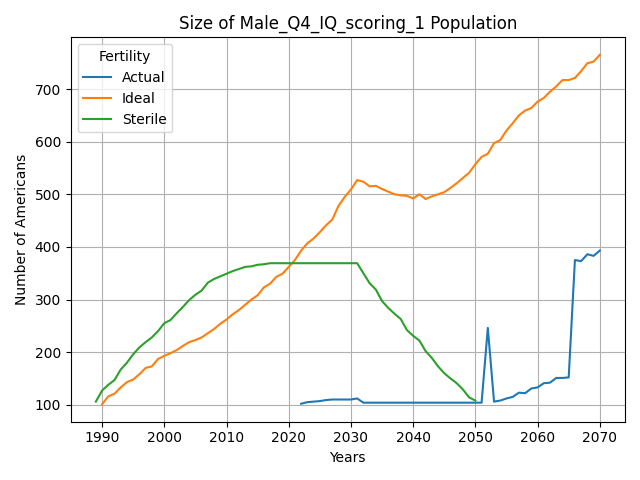 Size of Male_Q4_IQ_scoring_1 Population
Fertility
Actual
Ideal
Sterile
Number of Americans
700
600
500
400
300
200
100
1990 2000 2010 2020 2030 2040 2050 2060 2070
Years